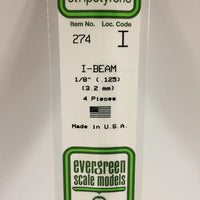 Item No. Loc. Code
274 I
I-BEAM
1/8" (.125)
(3.2 mm)
4 Pieces
Made in U.S.A.
evergreen
scale models